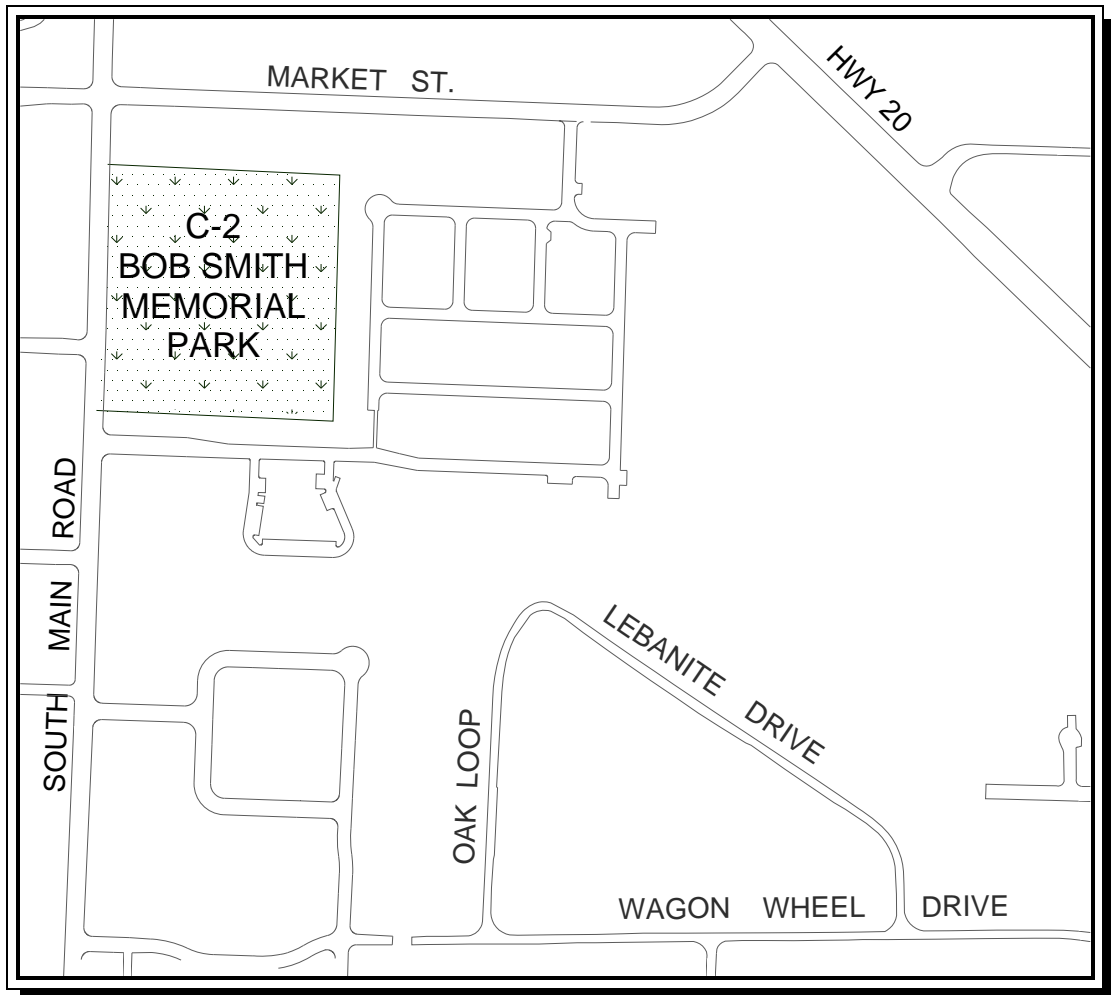 MARKET ST.
HWY 20
C-2
BOB SMITH
MEMORIAL
PARK
SOUTH MAIN ROAD
LEBANITE DRIVE
OAK LOOP
WAGON WHEEL DRIVE